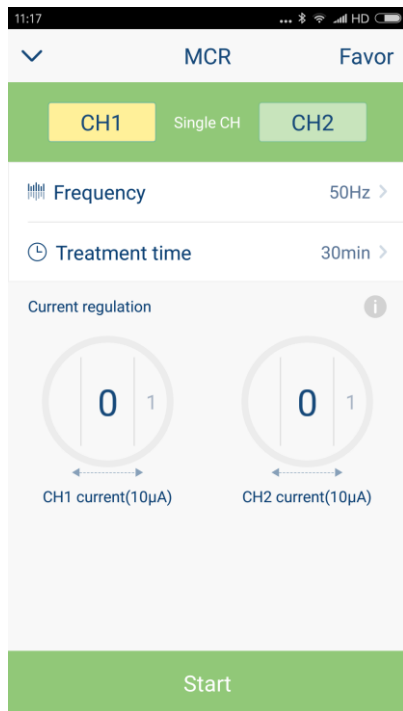 11:17 ... HD
MCR Favor
CH1 Single CH CH2
Frequency 50Hz >
Treatment time 30min >
Current regulation i
0 1 0 1
CH1 current(10μA) CH2 current(10μA)
Start